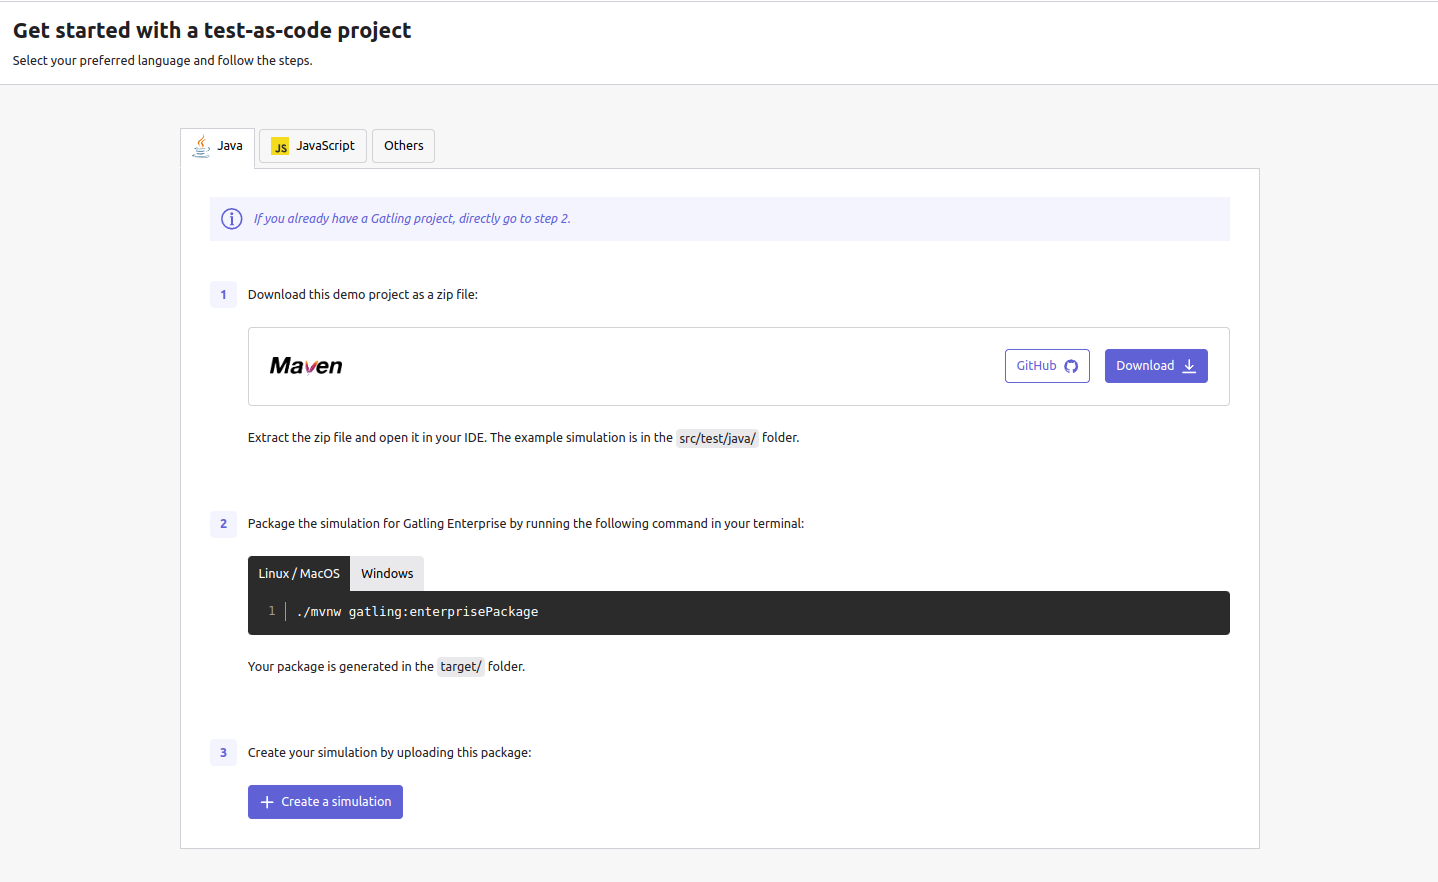 Get started with a test-as-code project
Select your preferred language and follow the steps.
Java
JS JavaScript
Others
If you already have a Gatling project, directly go to step 2.
1 Download this demo project as a zip file:
Maven
GitHub
Download
Extract the zip file and open it in your IDE. The example simulation is in the src/test/java/ folder.
2 Package the simulation for Gatling Enterprise by running the following command in your terminal:
Linux / MacOS
Windows
1 ./mvnw gatling:enterprisePackage
Your package is generated in the target/ folder.
3 Create your simulation by uploading this package:
Create a simulation